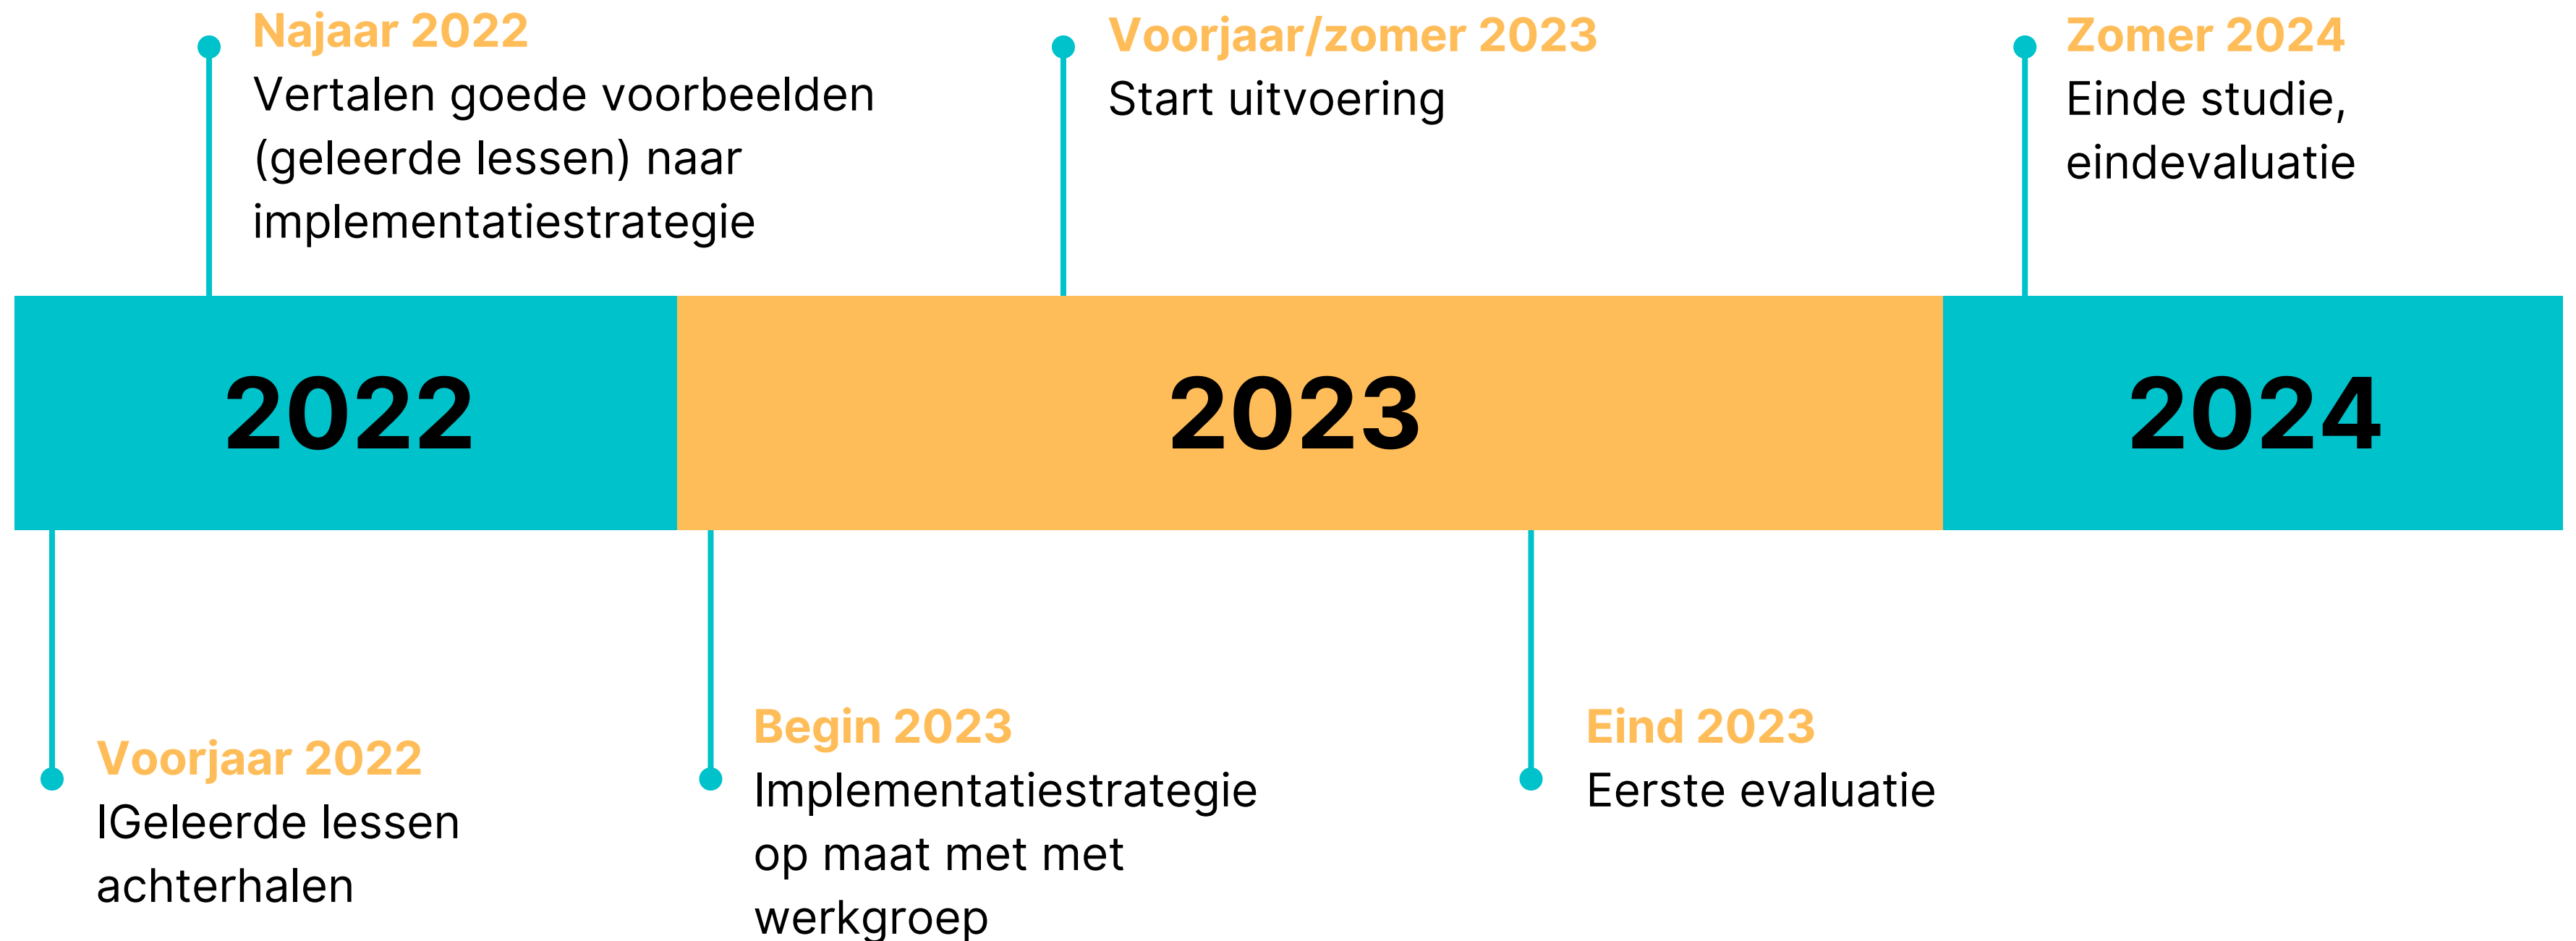 Najaar 2022
Vertalen goede voorbeelden
(geleerde lessen) naar
implementatiestrategie
Voorjaar/zomer 2023
Start uitvoering
Zomer 2024
Einde studie,
eindevaluatie
2022
2023
2024
Voorjaar 2022
IGeleerde lessen
achterhalen
Begin 2023
Implementatiestrategie
op maat met met
werkgroep
Eind 2023
Eerste evaluatie